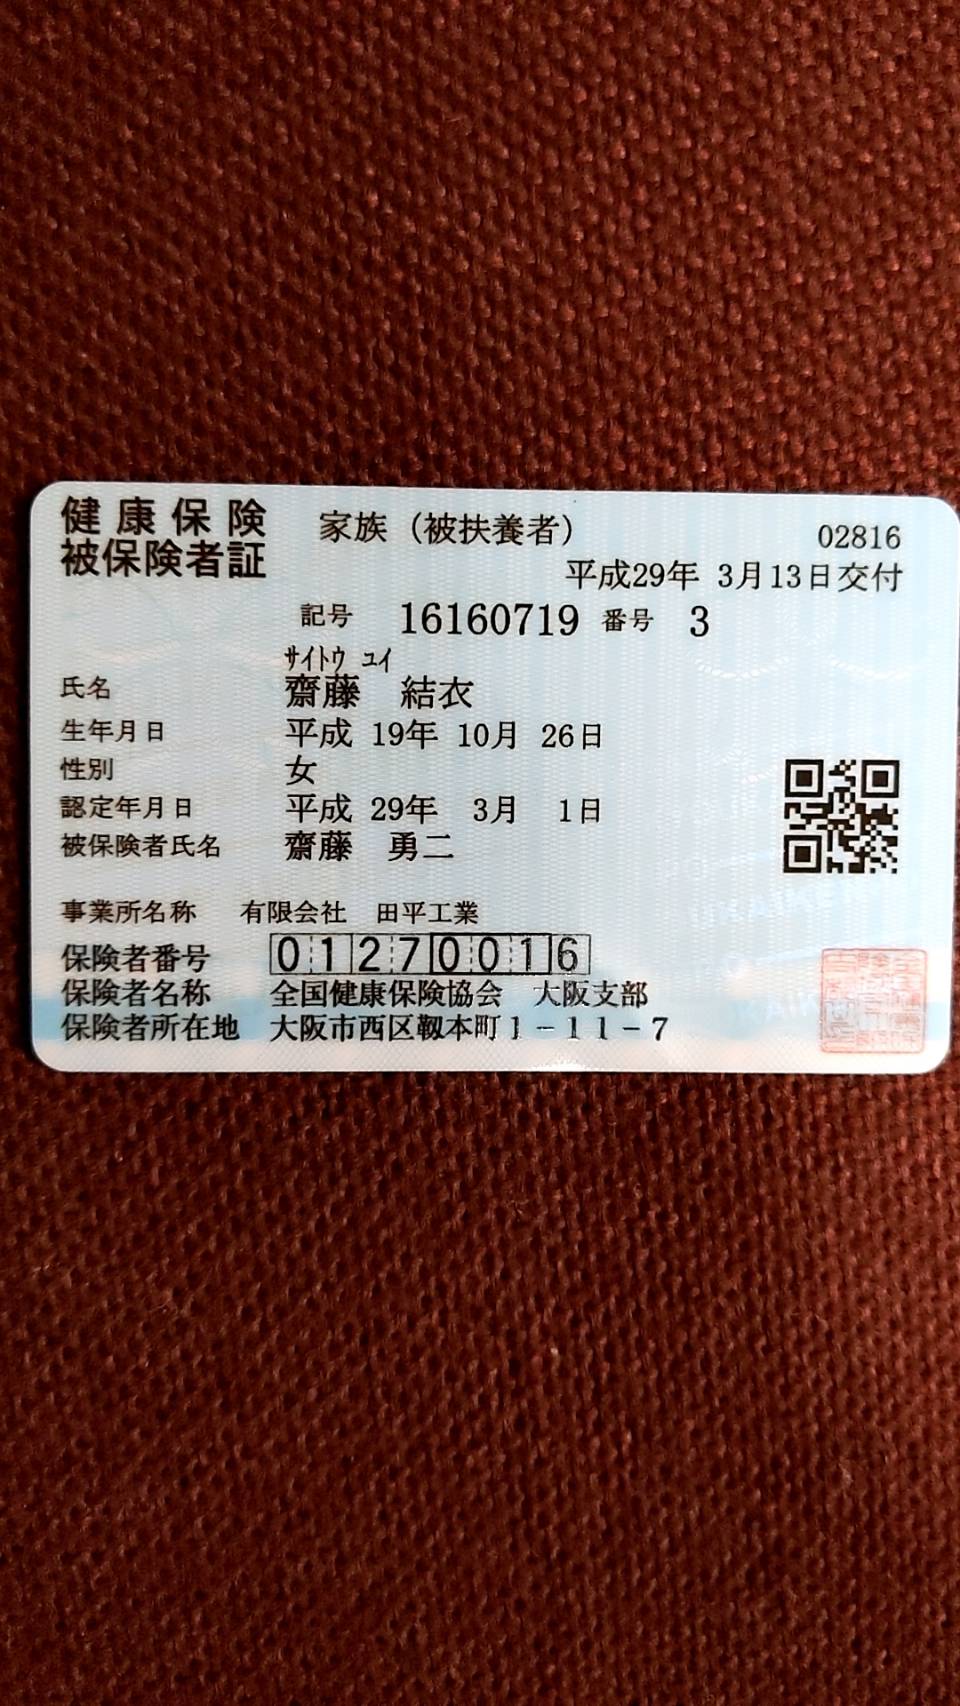 健康保険 家族（被扶養者） 02816
被保険者証 平成29年 3月13日交付
記号 16160719 番号 3
ｻｲﾄｳ ﾕｲ
氏名 齋藤 結衣
生年月日 平成 19年 10月 26日
性別 女
認定年月日 平成 29年 3月 1日
被保険者氏名 齋藤 勇二
事業所名称 有限会社 田平工業
保険者番号 01270016
保険者名称 全国健康保険協会 大阪支部
保険者所在地 大阪市西区靱本町1－11－7